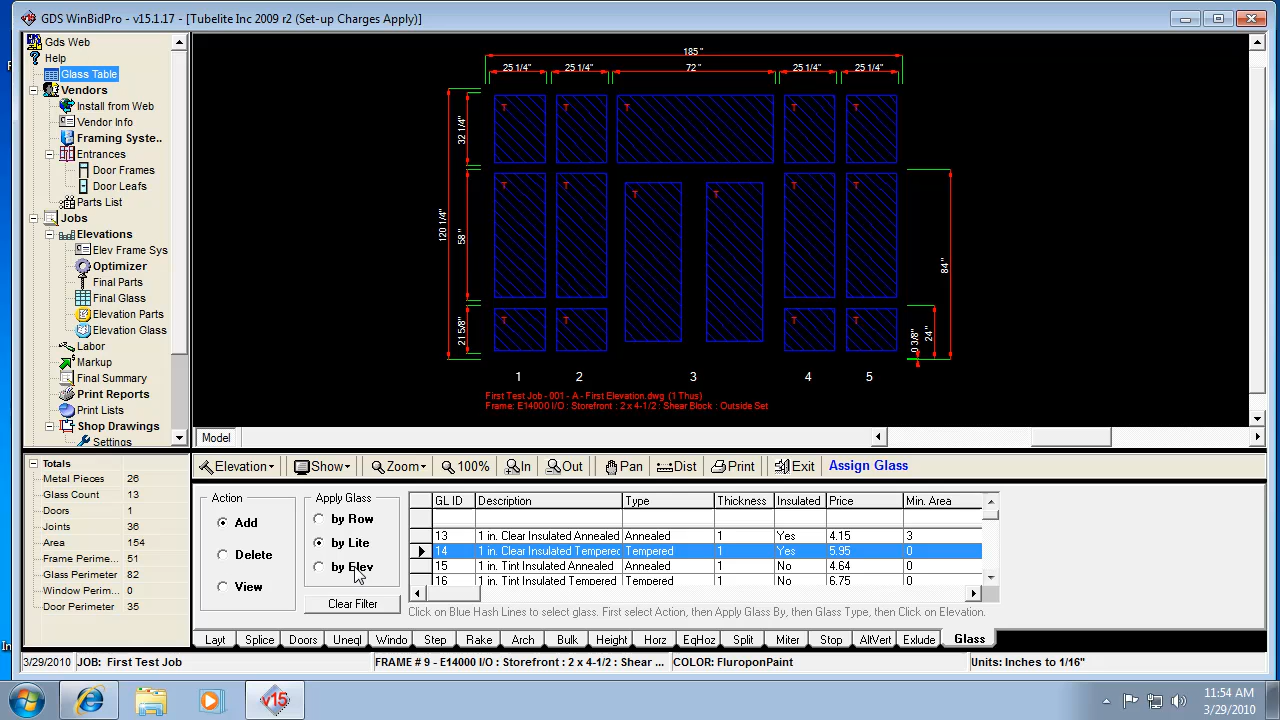 GDS WinBidPro - v15.1.17 - [Tubelite Inc 2009 r2 (Set-up Charges Apply)]
Gds Web
Help
Glass Table
Vendors
Install from Web
Vendor Info
Framing Syste..
Entrances
Door Frames
Door Leafs
Parts List
Jobs
Elevations
Elev Frame Sys
Optimizer
Final Parts
Final Glass
Elevation Parts
Elevation Glass
Labor
Markup
Final Summary
Print Reports
Print Lists
Shop Drawings
Settings
185 "
25 1/4" 25 1/4" 72 " 25 1/4" 25 1/4"
T T T T T
32 1/4"
T T T T T T
120 1/4"
58 "
84 "
T T T T
21 5/8"
0 3/8"
24 "
1 2 3 4 5
First Test Job - 001 - A - First Elevation.dwg (1 Thus)
Frame: E14000 I/O : Storefront : 2 x 4-1/2 : Shear Block : Outside Set
Model
Totals
Metal Pieces 26
Glass Count 13
Doors 1
Joints 36
Area 154
Frame Perime... 58
Glass Perimeter 82
Window Perim... 0
Door Perimeter 35
Elevation Show Zoom 100% In Out Pan Dist Print Exit Assign Glass
Action
Add
Delete
View
Apply Glass
by Row
by Lite
by Elev
Clear Filter
GL ID Description Type Thickness Insulated Price Min. Area
13 1 in. Clear Insulated Annealed Annealed 1 Yes 4.15 3
14 1 in. Clear Insulated Tempere Tempered 1 Yes 5.95 0
15 1 in. Tint Insulated Annealed Annealed 1 No 4.64 0
16 1 in. Tint Insulated Tempered Tempered 1 No 6.75 0
Click on Blue Hash Lines to select glass. First select Action, then Apply Glass By, then Glass Type, then Click on Elevation.
Layt Splice Doors Uneql Windo Step Rake Arch Bulk Height Horz EqHoz Split Miter Stop AltVert Exlude Glass
3/29/2010 JOB: First Test Job FRAME # 9 - E14000 I/O : Storefront : 2 x 4-1/2 : Shear ... COLOR: FluroponPaint Units: Inches to 1/16"
v15
11:54 AM
3/29/2010